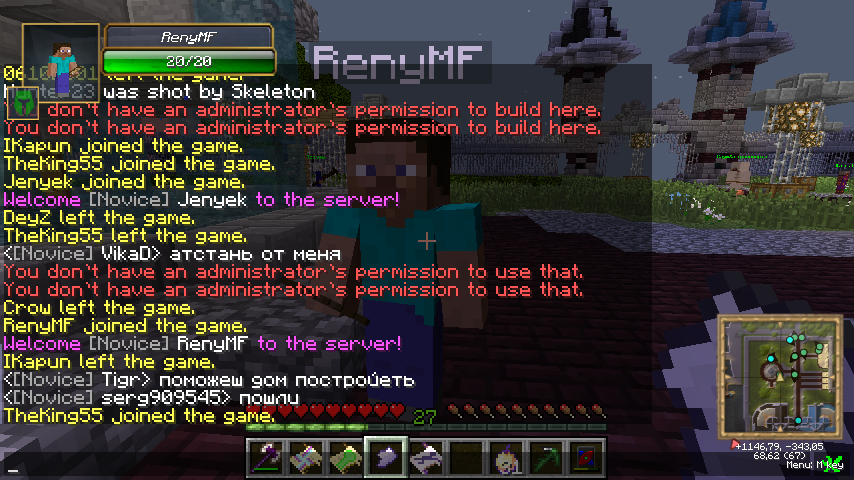 RenyMF
20/20
RenyMF
left the game.
was shot by Skeleton
You don't have an administrator's permission to build here.
You don't have an administrator's permission to build here.
IKapun joined the game.
TheKing55 joined the game.
Jenyek joined the game.
Welcome [Novice] Jenyek to the server!
DeyZ left the game.
TheKing55 left the game.
<[Novice] VikaD> атстань от меня
You don't have an administrator's permission to use that.
You don't have an administrator's permission to use that.
Crow left the game.
RenyMF joined the game.
Welcome [Novice] RenyMF to the server!
IKapun left the game.
<[Novice] Tigr> поможеш дом построѐть
<[Novice] serg909545> пошли
TheKing55 joined the game.
27
+1146,79, -343,05
68,62 (67)
Menu: M key
_